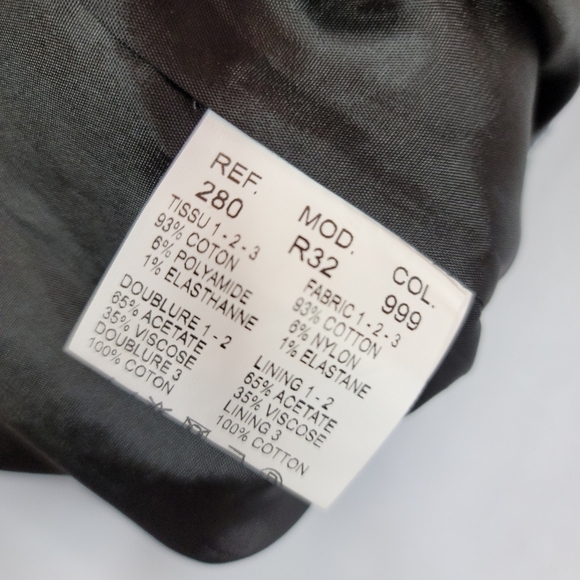 REF. MOD. COL.
280 R32 999
TISSU 1 - 2 - 3
93% COTON
6% POLYAMIDE
1% ELASTHANNE
DOUBLURE 1 - 2
65% ACETATE
35% VISCOSE
DOUBLURE 3
100% COTON
FABRIC 1 - 2 - 3
93% COTTON
6% NYLON
1% ELASTANE
LINING 1 - 2
65% ACETATE
35% VISCOSE
LINING 3
100% COTTON